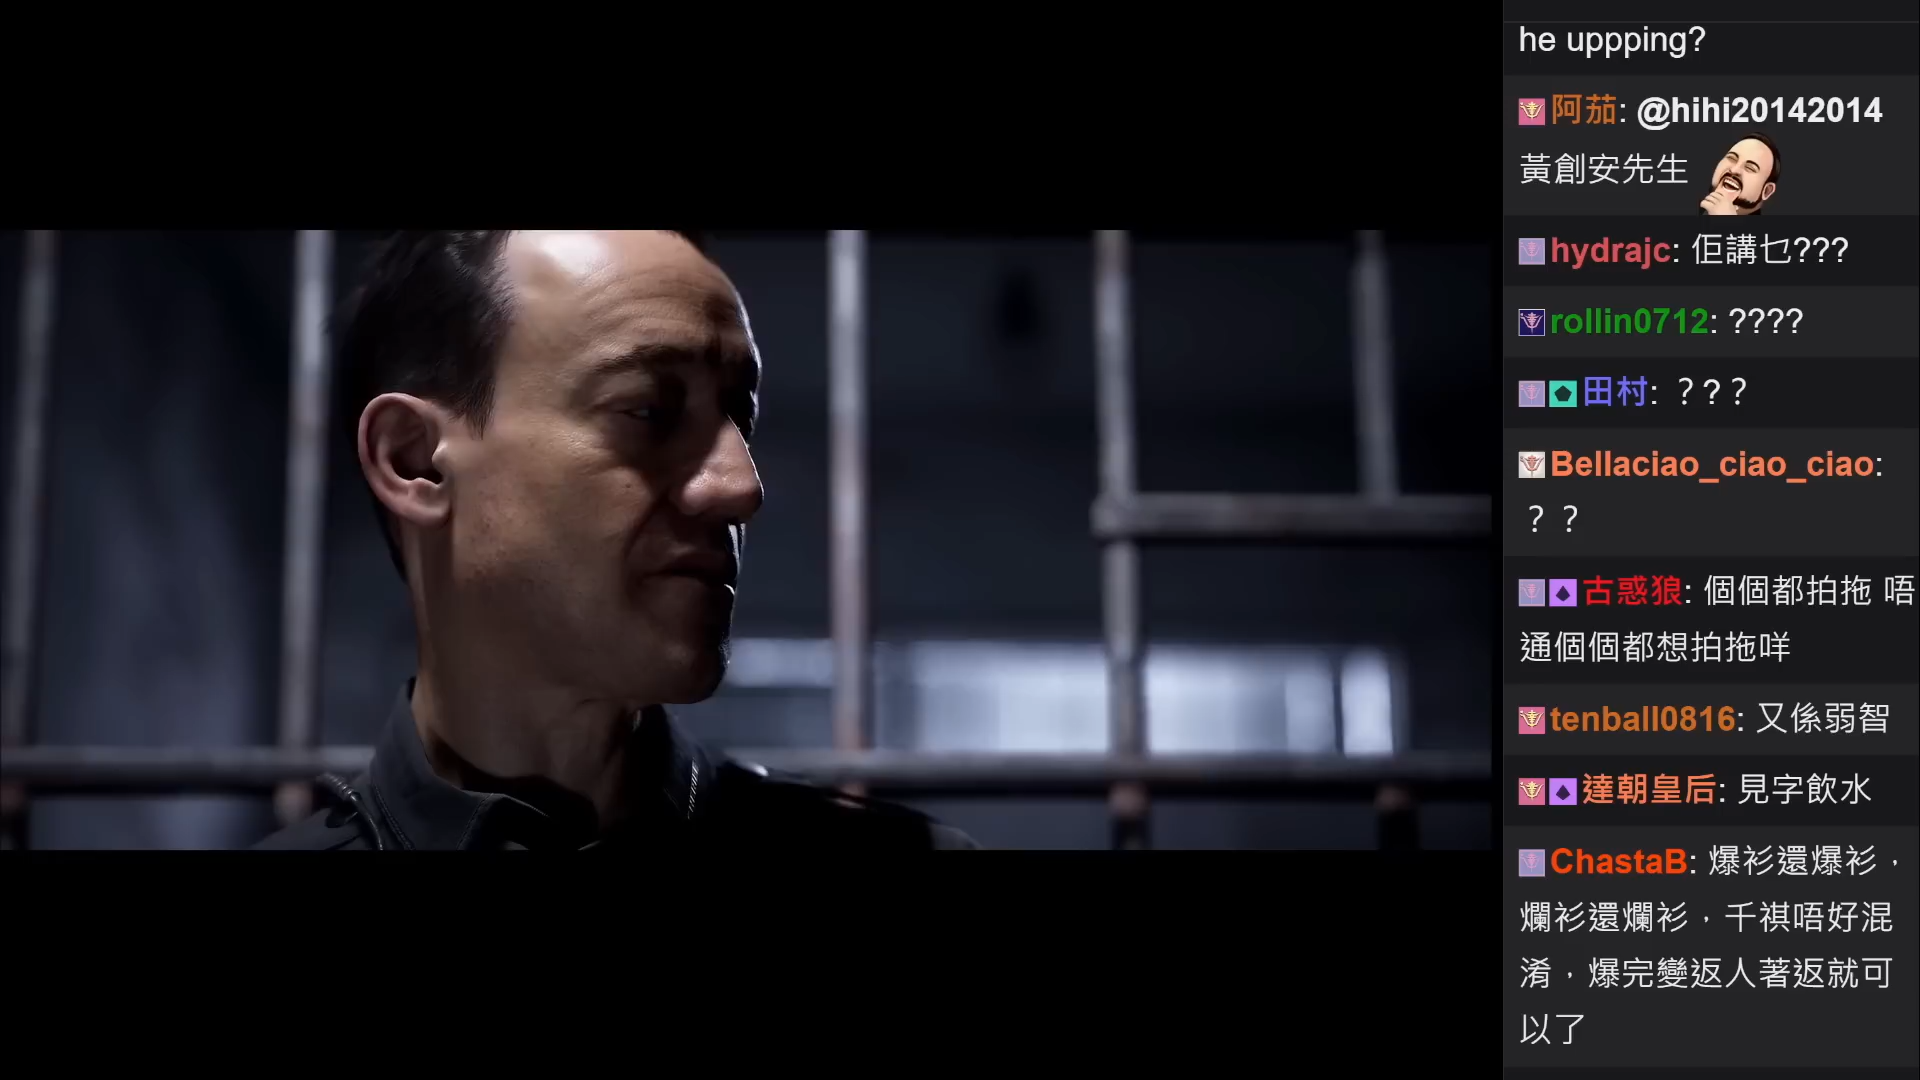 he uppping?
阿茄: @hihi20142014
黃創安先生
hydrajc: 佢講乜???
rollin0712: ????
田村: ？?？
Bellaciao_ciao_ciao:
？？
古惑狼: 個個都拍拖 唔
通個個都想拍拖咩
tenball0816: 又係弱智
達朝皇后: 見字飲水
ChastaB: 爆衫還爆衫，
爛衫還爛衫，千祺唔好混
淆，爆完變返人著返就可
以了